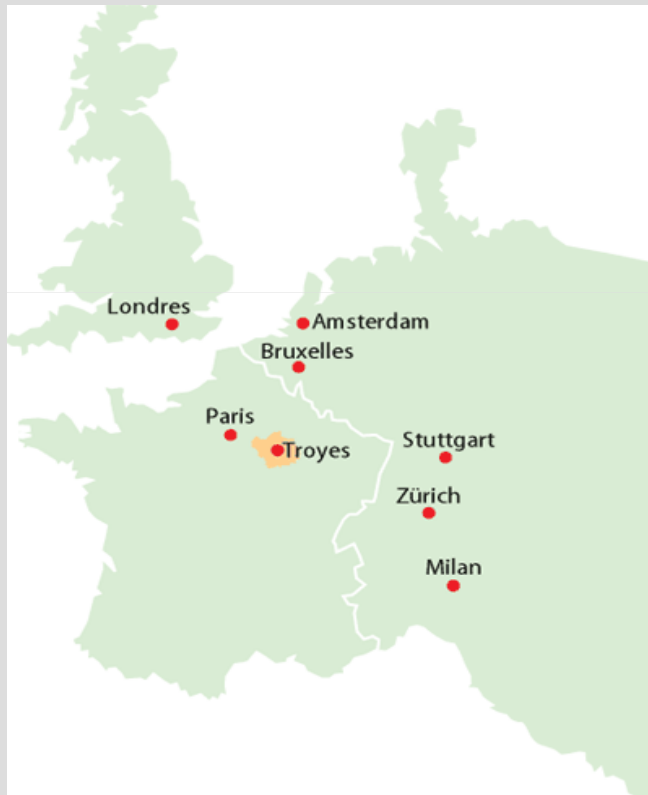 Londres
Amsterdam
Bruxelles
Paris
Troyes
Stuttgart
Zürich
Milan